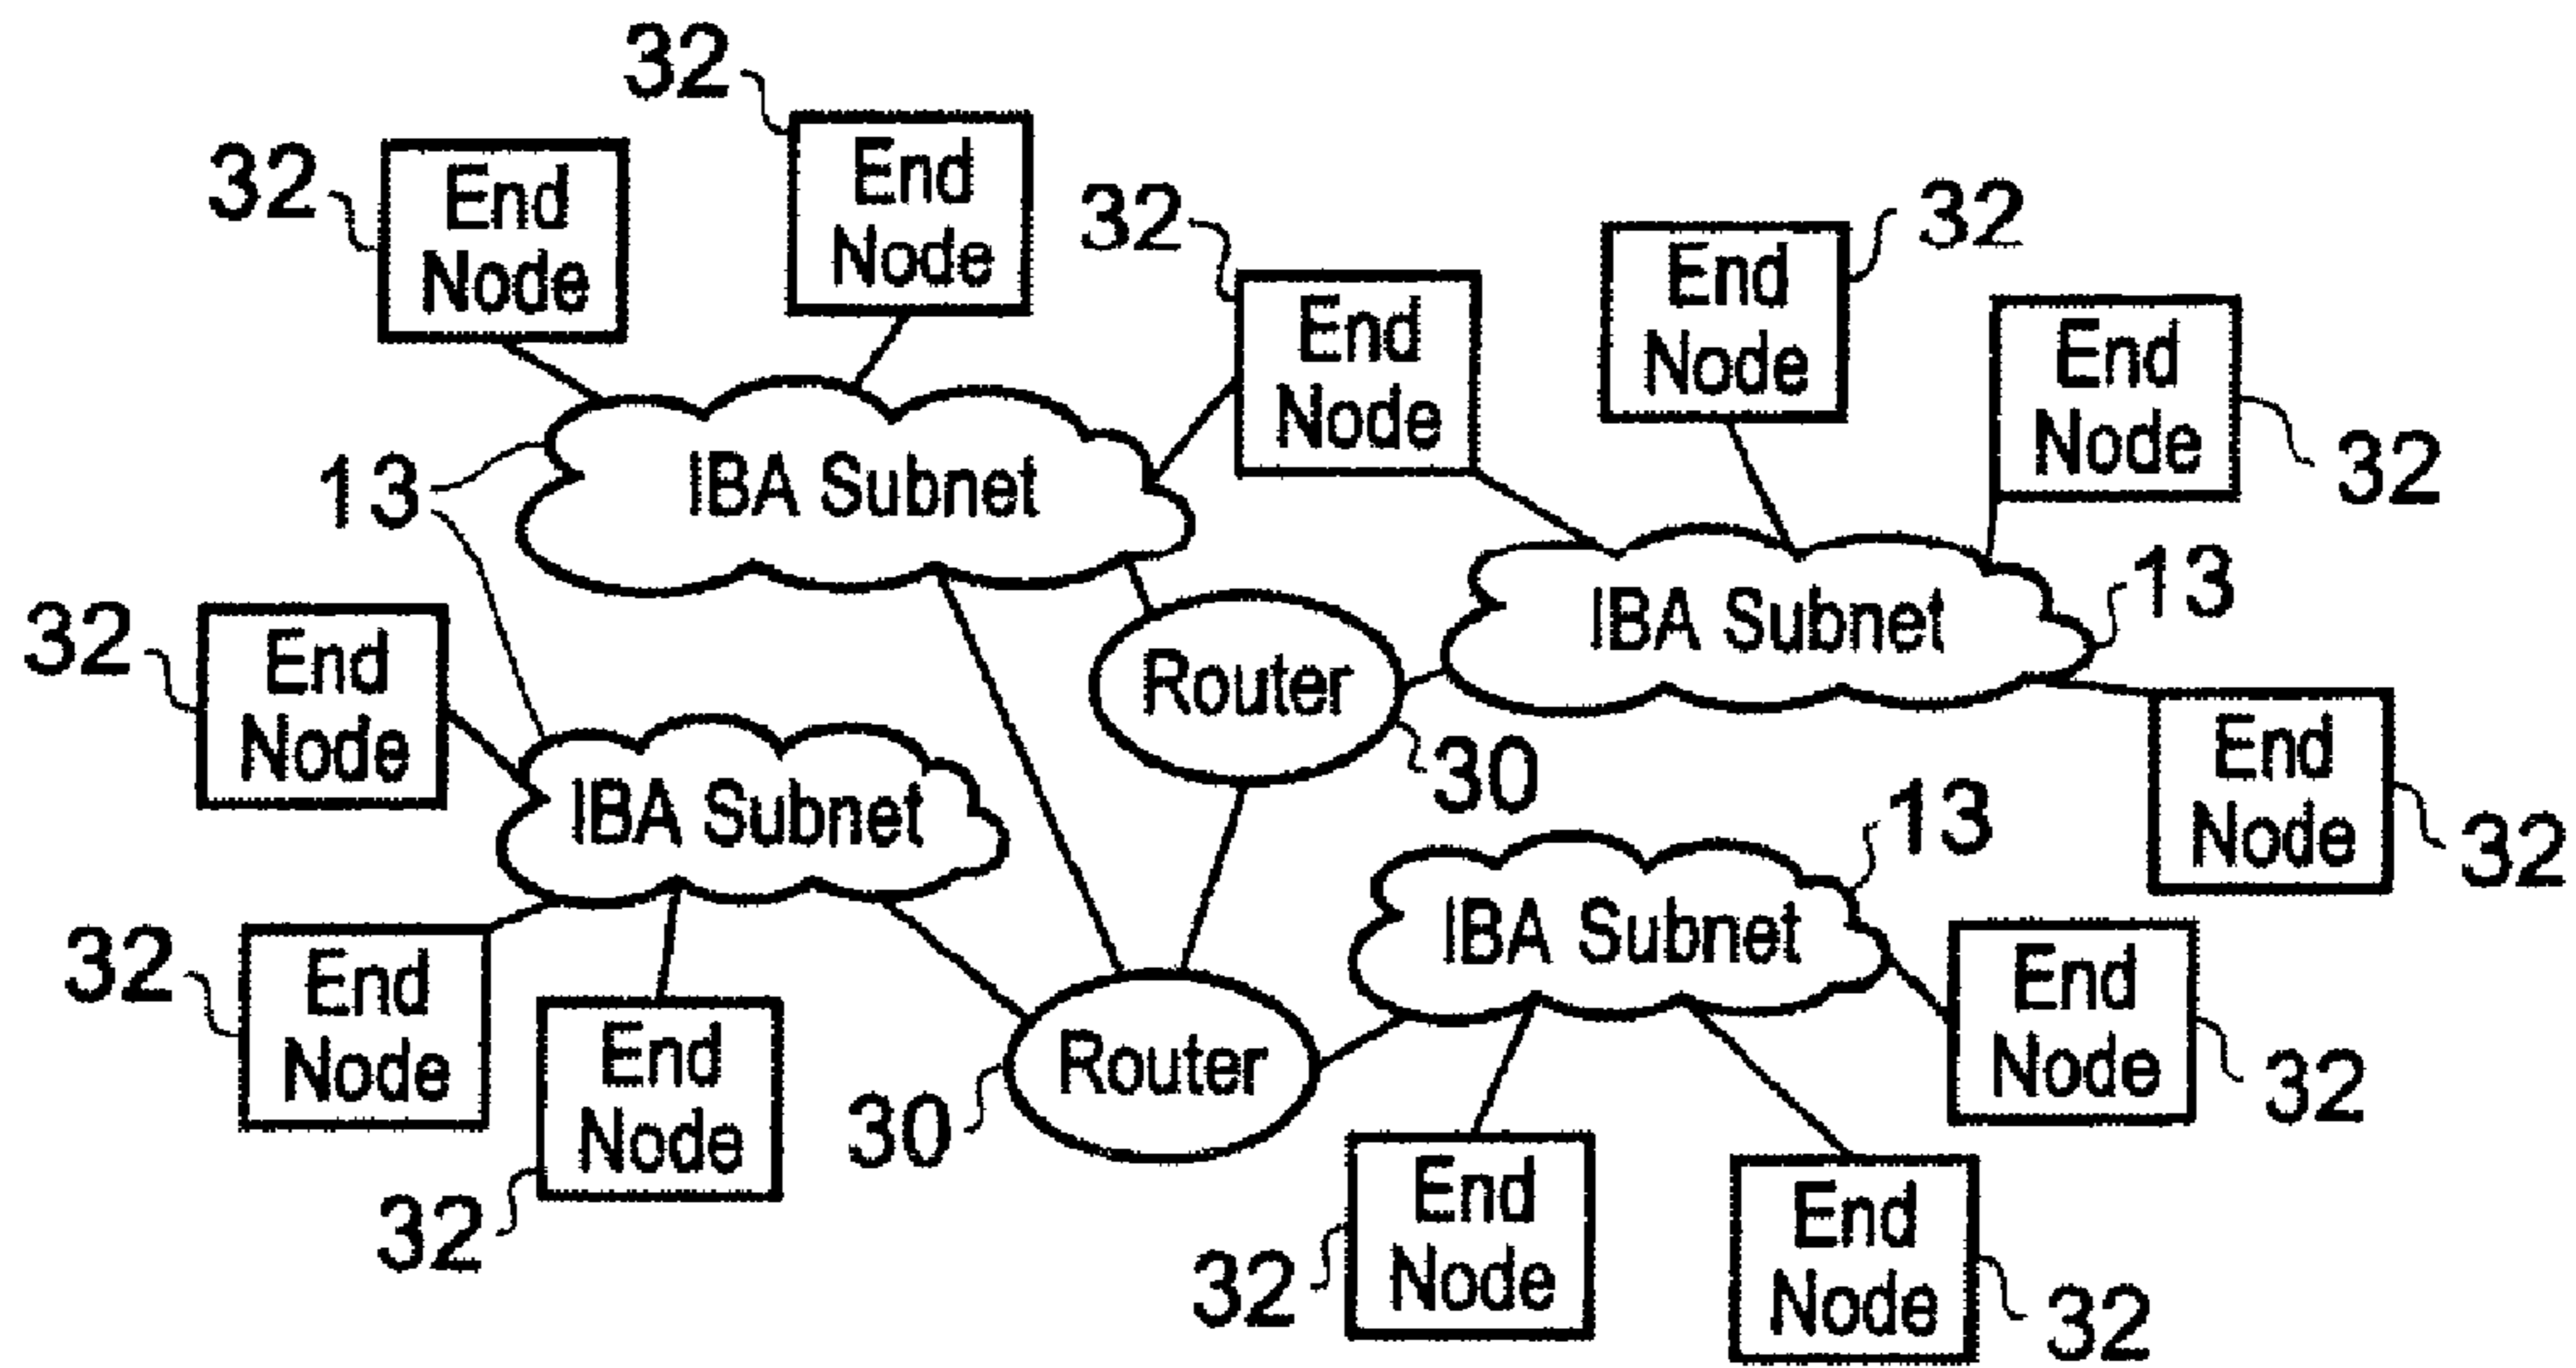 32
End
Node
32
End
Node
32
End
Node
End
Node
32
End
Node
32
13
IBA Subnet
IBA Subnet
13
32
End
Node
Router
30
End
Node
32
IBA Subnet
13
IBA Subnet
32
End
Node
End
Node
32
30
Router
End
Node
32
32
End
Node
End
Node
32